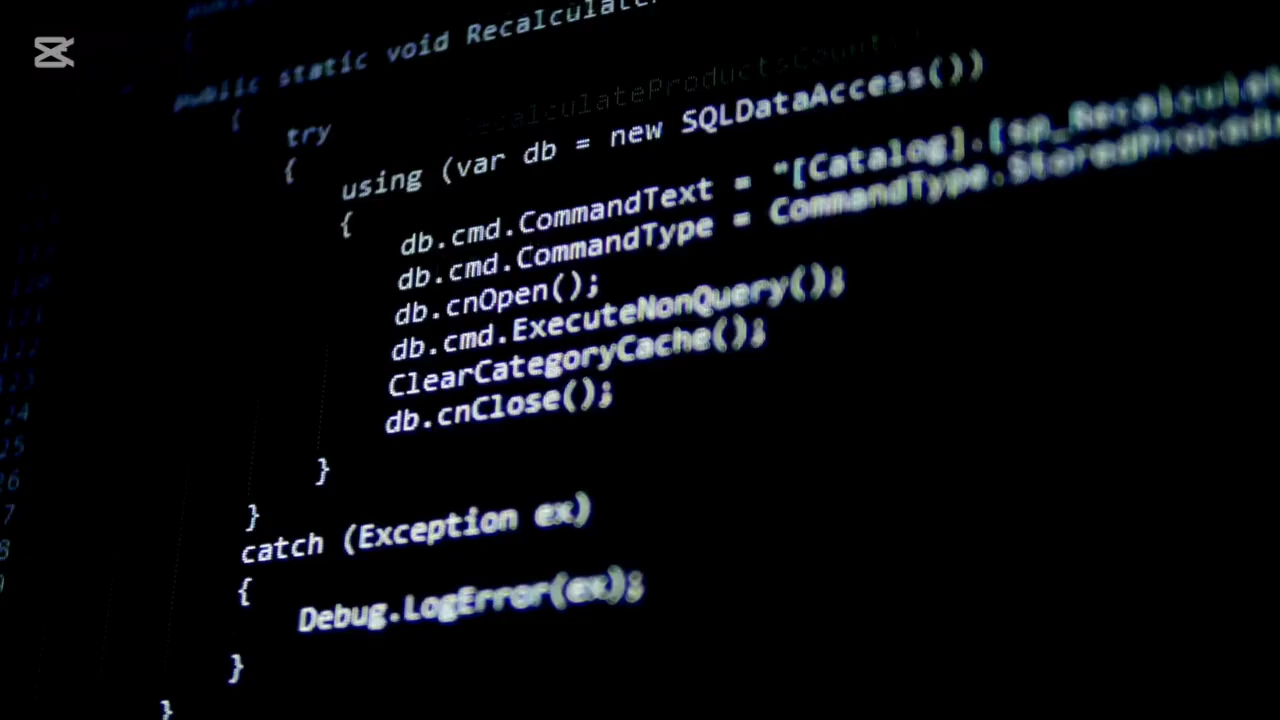 public static void Recalculate
{
try
{
using (var db = new SQLDataAccess())
{
db.cmd.CommandText = "[Catalog].[sp_Recalculate
db.cmd.CommandType = CommandType.StoredProcedu
db.cnOpen();
db.cmd.ExecuteNonQuery();
ClearCategoryCache();
db.cnClose();
}
}
catch (Exception ex)
{
Debug.LogError(ex);
}
}